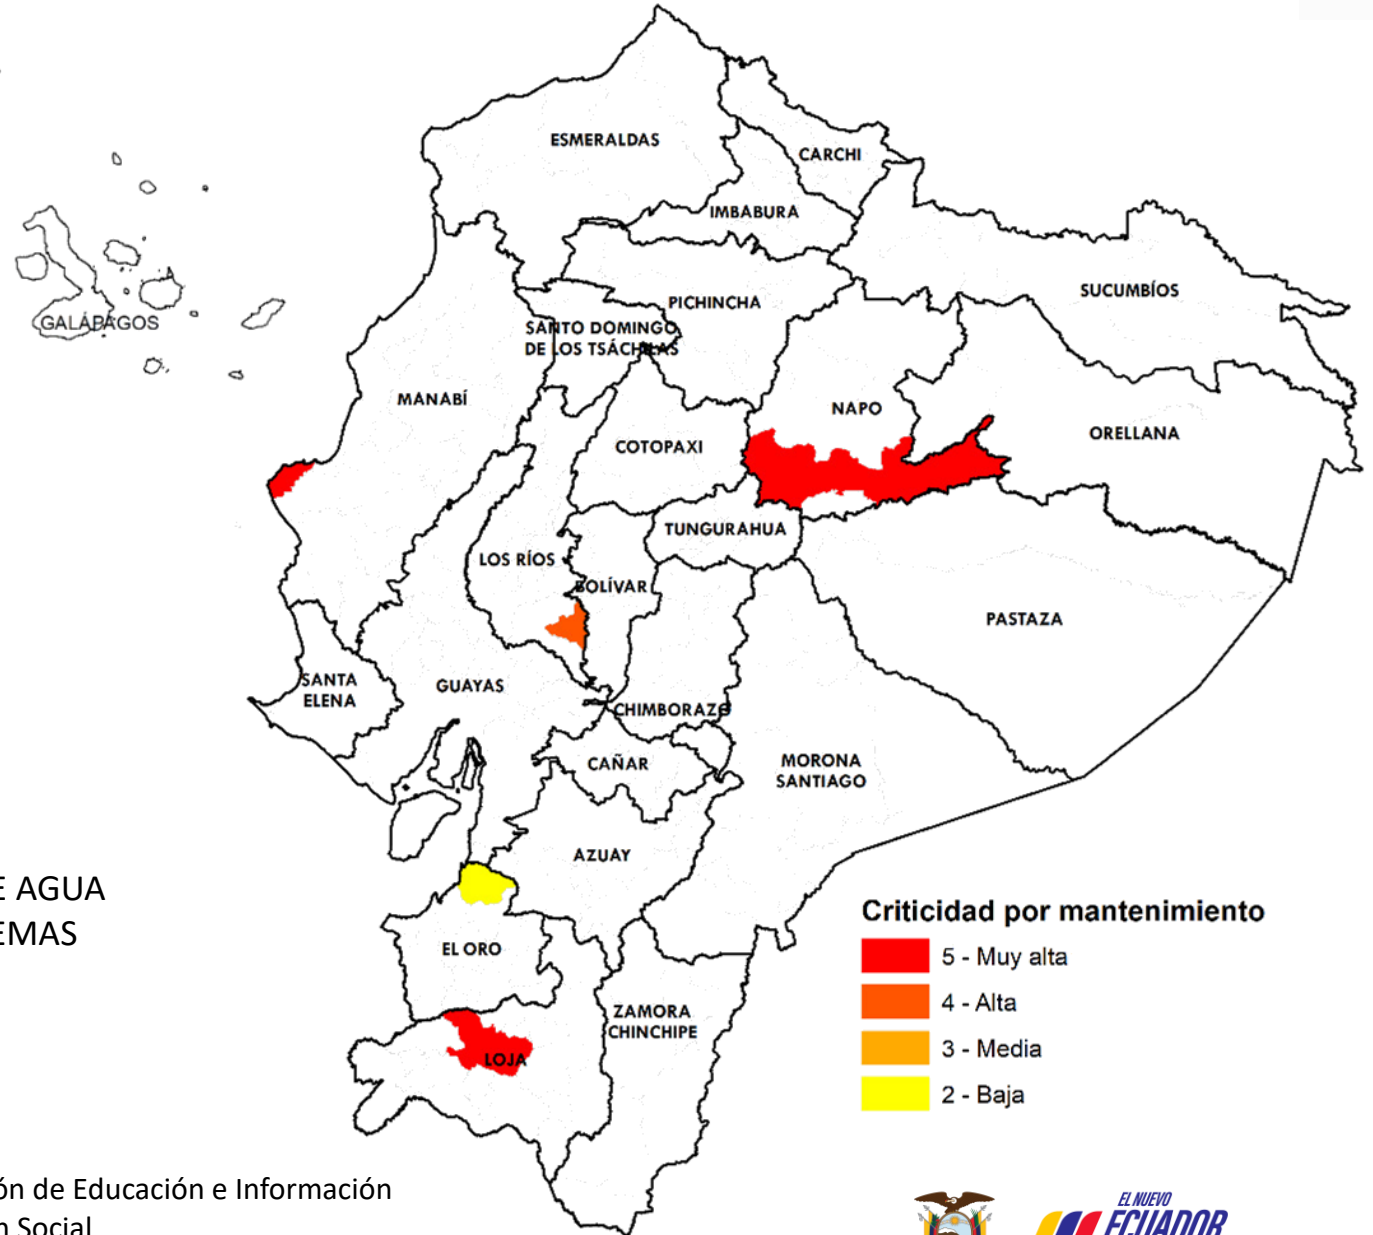 ESMERALDAS
CARCHI
IMBABURA
SUCUMBÍOS
PICHINCHA
GALÁPAGOS
SANTO DOMINGO
DE LOS TSÁCHILAS
MANABÍ
NAPO
ORELLANA
COTOPAXI
TUNGURAHUA
LOS RÍOS
BOLÍVAR
PASTAZA
SANTA
ELENA
GUAYAS
CHIMBORAZO
CAÑAR
MORONA
SANTIAGO
AZUAY
E AGUA
EMAS
EL ORO
ZAMORA
CHINCHIPE
LOJA
Criticidad por mantenimiento
5 - Muy alta
4 - Alta
3 - Media
2 - Baja
ón de Educación e Información
n Social
EL NUEVO
ECUADOR